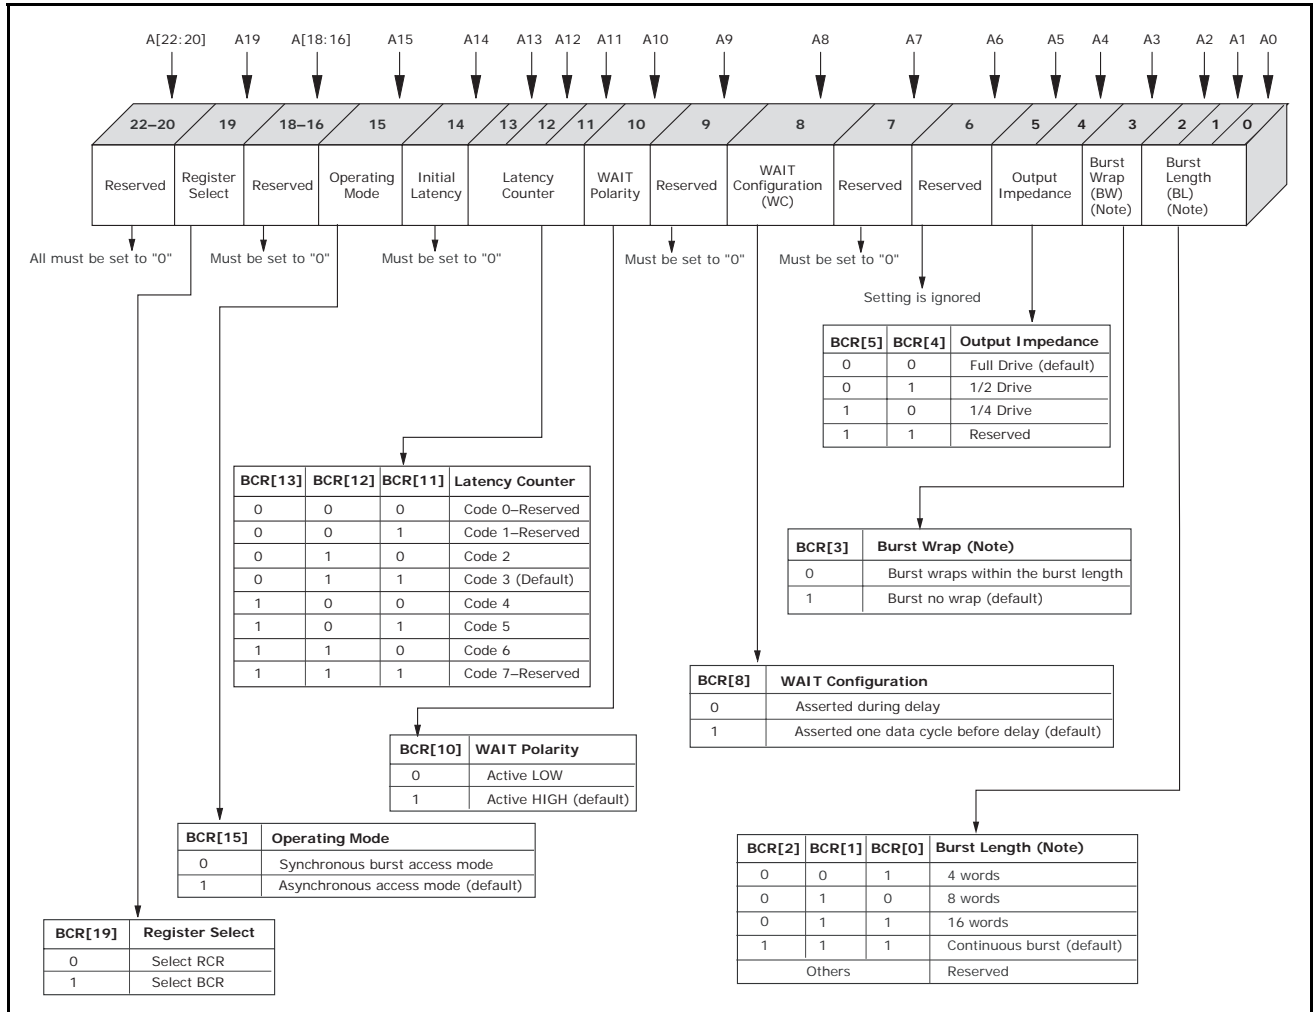 A[22:20] A19 A[18:16] A15 A14 A13 A12 A11 A10 A9 A8 A7 A6 A5 A4 A3 A2 A1 A0
22–20 19 18–16 15 14 13 12 11 10 9 8 7 6 5 4 3 2 1 0
Reserved
Register
Select
Reserved
Operating
Mode
Initial
Latency
Latency
Counter
WAIT
Polarity
Reserved
WAIT
Configuration
(WC)
Reserved
Reserved
Output
Impedance
Burst
Wrap
(BW)
(Note)
Burst
Length
(BL)
(Note)
All must be set to "0"
Must be set to "0"
Must be set to "0"
Must be set to "0"
Must be set to "0"
Setting is ignored
BCR[5] BCR[4] Output Impedance
0 0 Full Drive (default)
0 1 1/2 Drive
1 0 1/4 Drive
1 1 Reserved
BCR[13] BCR[12] BCR[11] Latency Counter
0 0 0 Code 0–Reserved
0 0 1 Code 1–Reserved
0 1 0 Code 2
0 1 1 Code 3 (Default)
1 0 0 Code 4
1 0 1 Code 5
1 1 0 Code 6
1 1 1 Code 7–Reserved
BCR[3] Burst Wrap (Note)
0 Burst wraps within the burst length
1 Burst no wrap (default)
BCR[8] WAIT Configuration
0 Asserted during delay
1 Asserted one data cycle before delay (default)
BCR[10] WAIT Polarity
0 Active LOW
1 Active HIGH (default)
BCR[15] Operating Mode
0 Synchronous burst access mode
1 Asynchronous access mode (default)
BCR[2] BCR[1] BCR[0] Burst Length (Note)
0 0 1 4 words
0 1 0 8 words
0 1 1 16 words
1 1 1 Continuous burst (default)
Others Reserved
BCR[19] Register Select
0 Select RCR
1 Select BCR